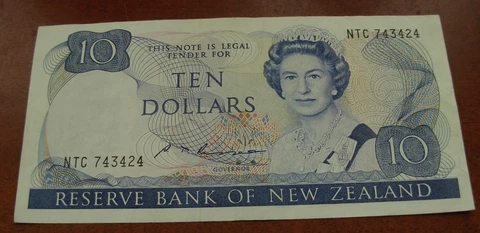 NTC 743424
10
THIS NOTE IS LEGAL
TENDER FOR
TEN
DOLLARS
NTC 743424
GOVERNOR
10
RESERVE BANK OF NEW ZEALAND